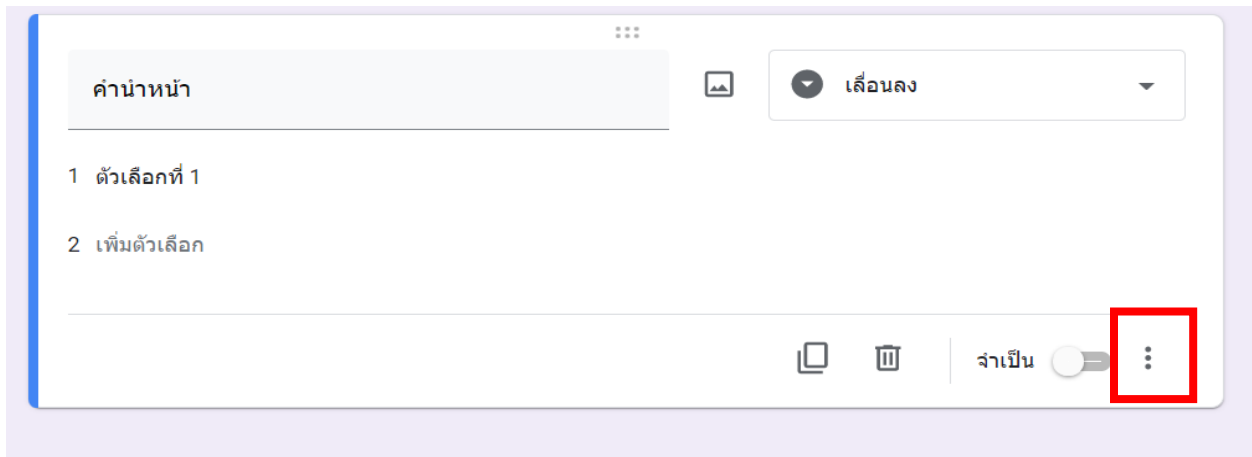 คำนำหน้า
เลื่อนลง
1 ตัวเลือกที่ 1
2 เพิ่มตัวเลือก
จำเป็น